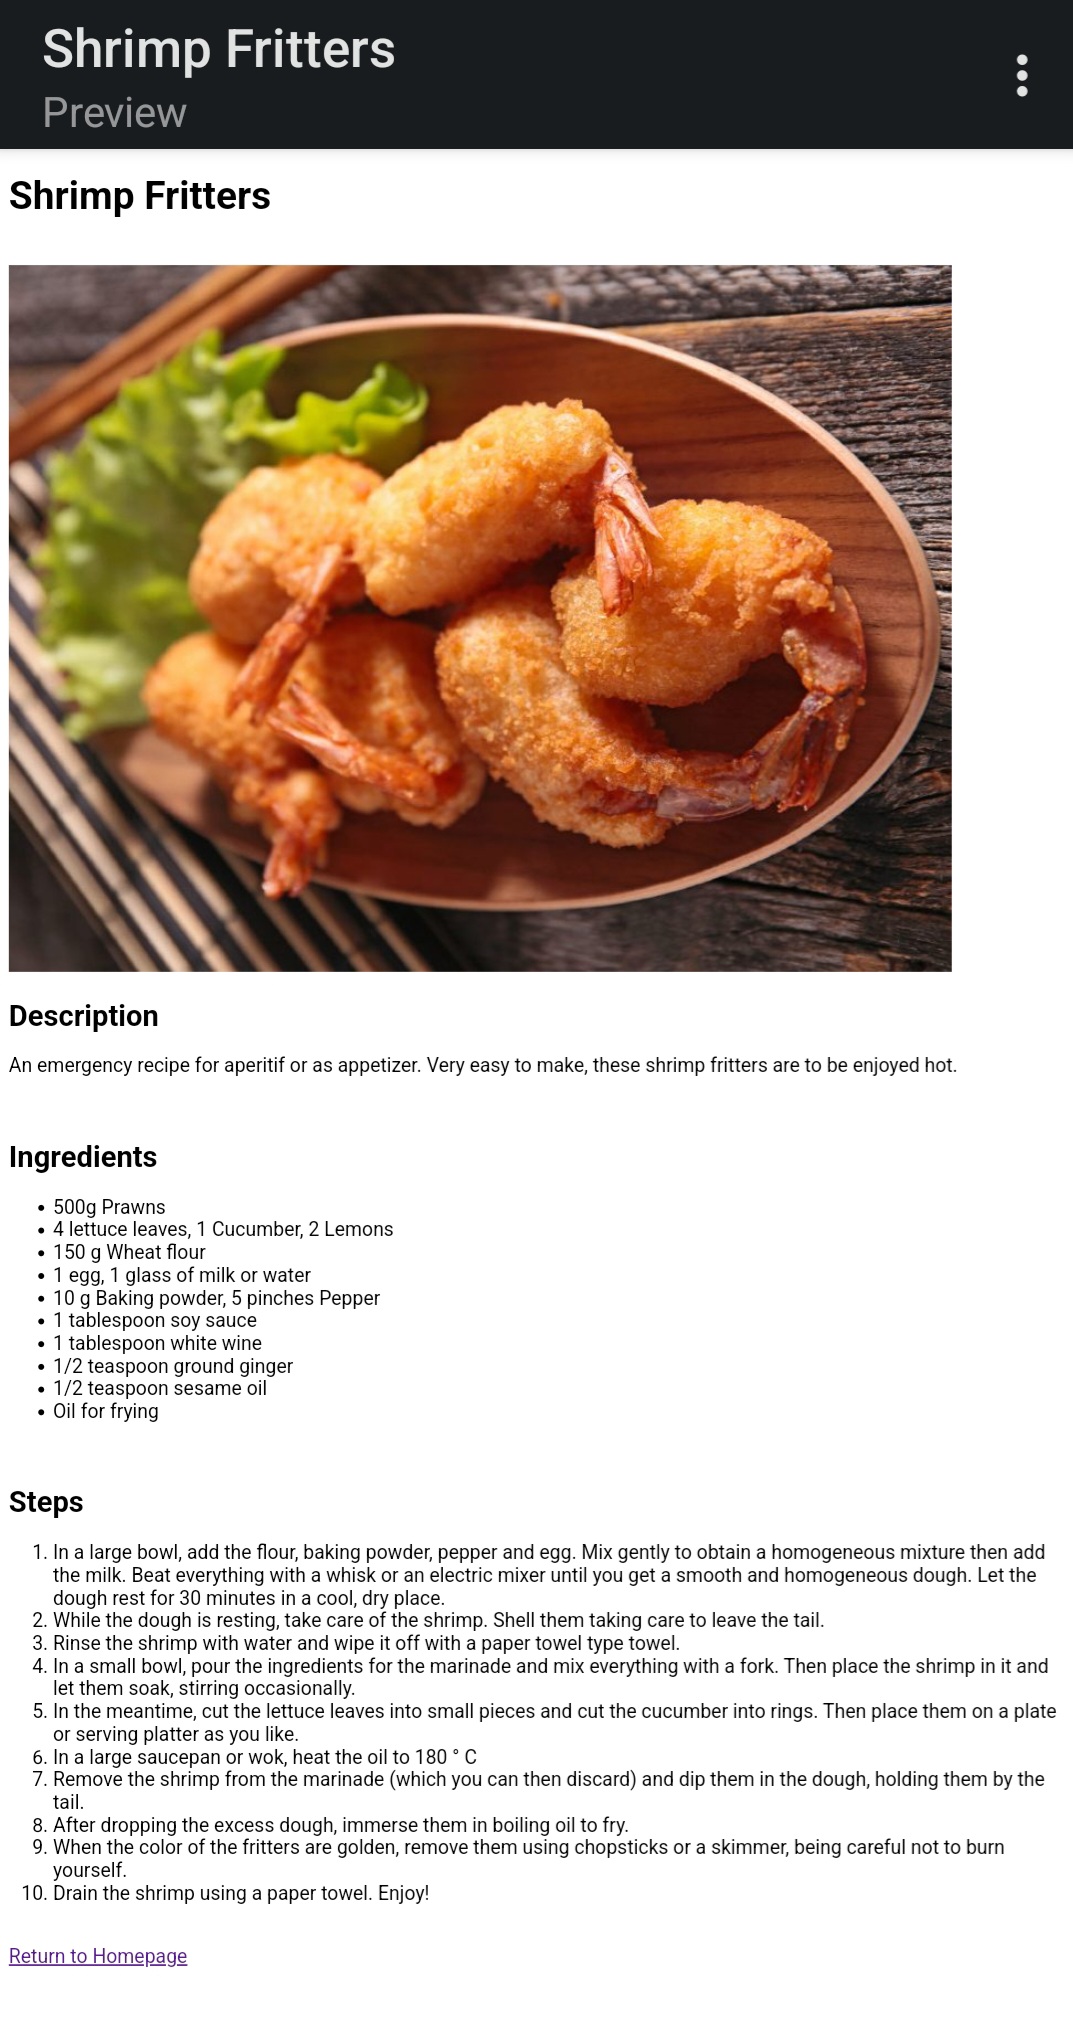 Shrimp Fritters
Preview
Shrimp Fritters
Description
An emergency recipe for aperitif or as appetizer. Very easy to make, these shrimp fritters are to be enjoyed hot.
Ingredients
• 500g Prawns
• 4 lettuce leaves, 1 Cucumber, 2 Lemons
• 150 g Wheat flour
• 1 egg, 1 glass of milk or water
• 10 g Baking powder, 5 pinches Pepper
• 1 tablespoon soy sauce
• 1 tablespoon white wine
• 1/2 teaspoon ground ginger
• 1/2 teaspoon sesame oil
• Oil for frying
Steps
1. In a large bowl, add the flour, baking powder, pepper and egg. Mix gently to obtain a homogeneous mixture then add
the milk. Beat everything with a whisk or an electric mixer until you get a smooth and homogeneous dough. Let the
dough rest for 30 minutes in a cool, dry place.
2. While the dough is resting, take care of the shrimp. Shell them taking care to leave the tail.
3. Rinse the shrimp with water and wipe it off with a paper towel type towel.
4. In a small bowl, pour the ingredients for the marinade and mix everything with a fork. Then place the shrimp in it and
let them soak, stirring occasionally.
5. In the meantime, cut the lettuce leaves into small pieces and cut the cucumber into rings. Then place them on a plate
or serving platter as you like.
6. In a large saucepan or wok, heat the oil to 180 ° C
7. Remove the shrimp from the marinade (which you can then discard) and dip them in the dough, holding them by the
tail.
8. After dropping the excess dough, immerse them in boiling oil to fry.
9. When the color of the fritters are golden, remove them using chopsticks or a skimmer, being careful not to burn
yourself.
10. Drain the shrimp using a paper towel. Enjoy!
Return to Homepage